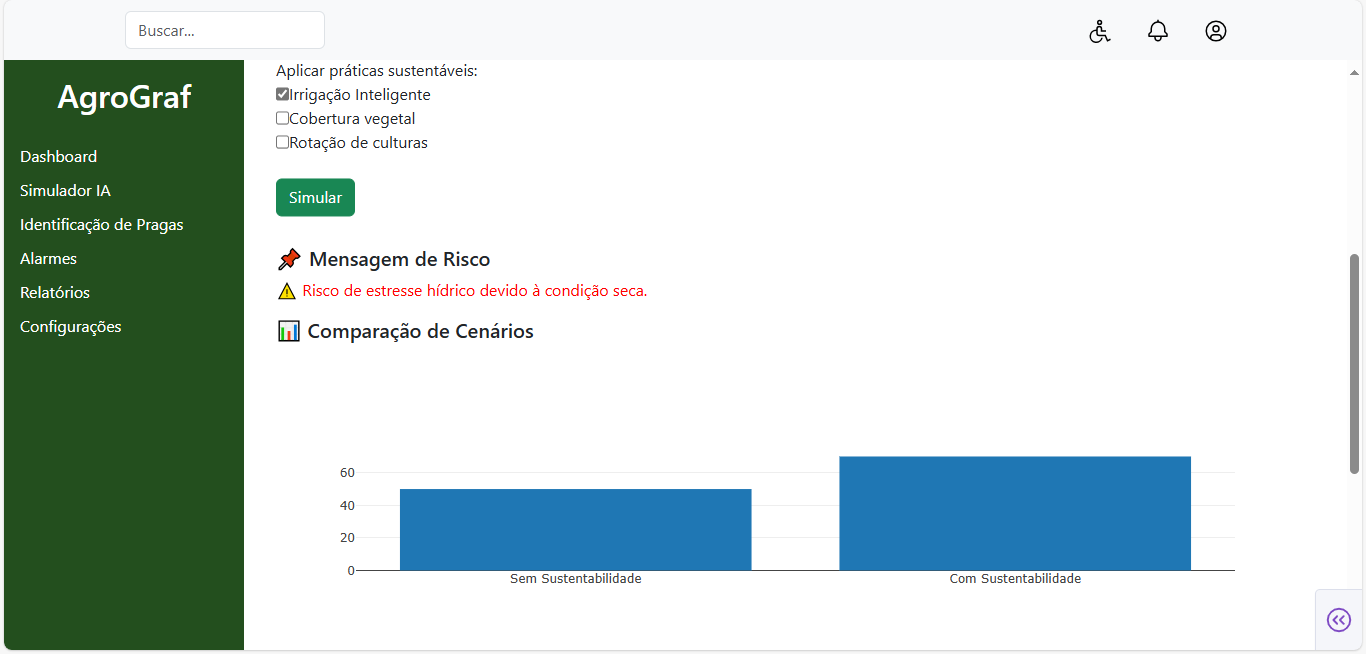 Buscar...
AgroGraf
Dashboard
Simulador IA
Identificação de Pragas
Alarmes
Relatórios
Configurações
Aplicar práticas sustentáveis:
Irrigação Inteligente
Cobertura vegetal
Rotação de culturas
Simular
Mensagem de Risco
Risco de estresse hídrico devido à condição seca.
Comparação de Cenários
60
40
20
0
Sem Sustentabilidade
Com Sustentabilidade